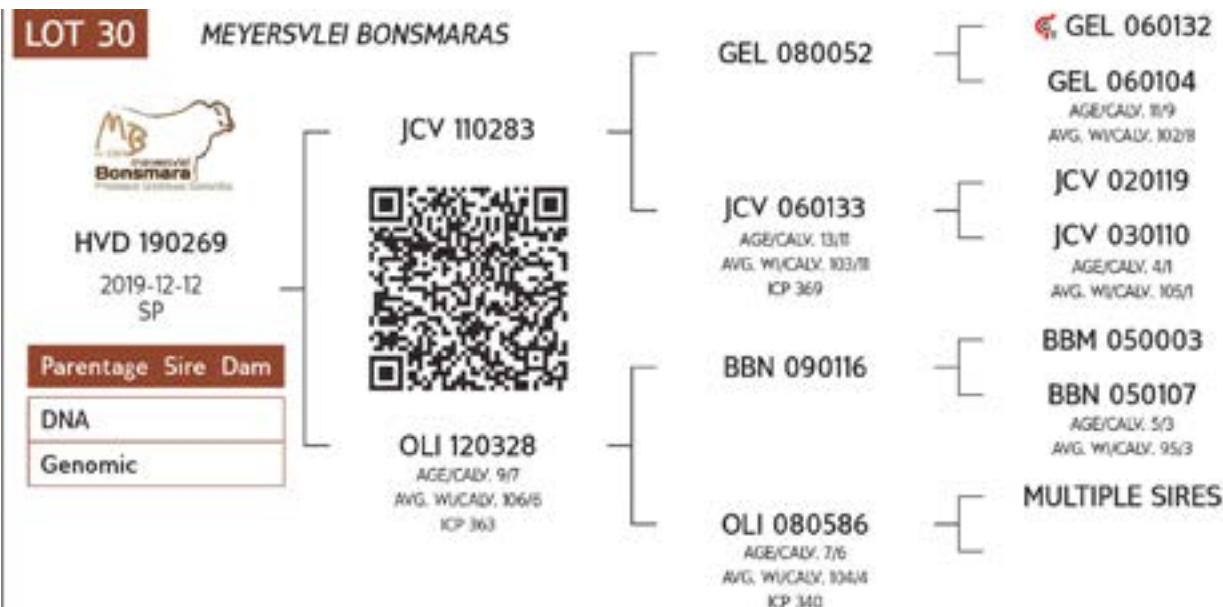 LOT 30
MEYERSVLEI BONSMARAS
Bonsmara
HVD 190269
2019-12-12
SP
Parentage Sire Dam
DNA
Genomic
JCV 110283
OLI 120328
AGE/CALV. 9/7
AVG. WI/CALV. 106/6
ICP 363
GEL 080052
JCV 060133
AGE/CALV. 13/11
AVG. WI/CALV. 103/11
ICP 369
BBN 090116
OLI 080586
AGE/CALV. 7/6
AVG. WI/CALV. 104/4
ICP 340
GEL 060132
GEL 060104
AGE/CALV. 11/9
AVG. WI/CALV. 102/8
JCV 020119
JCV 030110
AGE/CALV. 4/1
AVG. WI/CALV. 105/1
BBM 050003
BBN 050107
AGE/CALV. 5/3
AVG. WI/CALV. 95/3
MULTIPLE SIRES